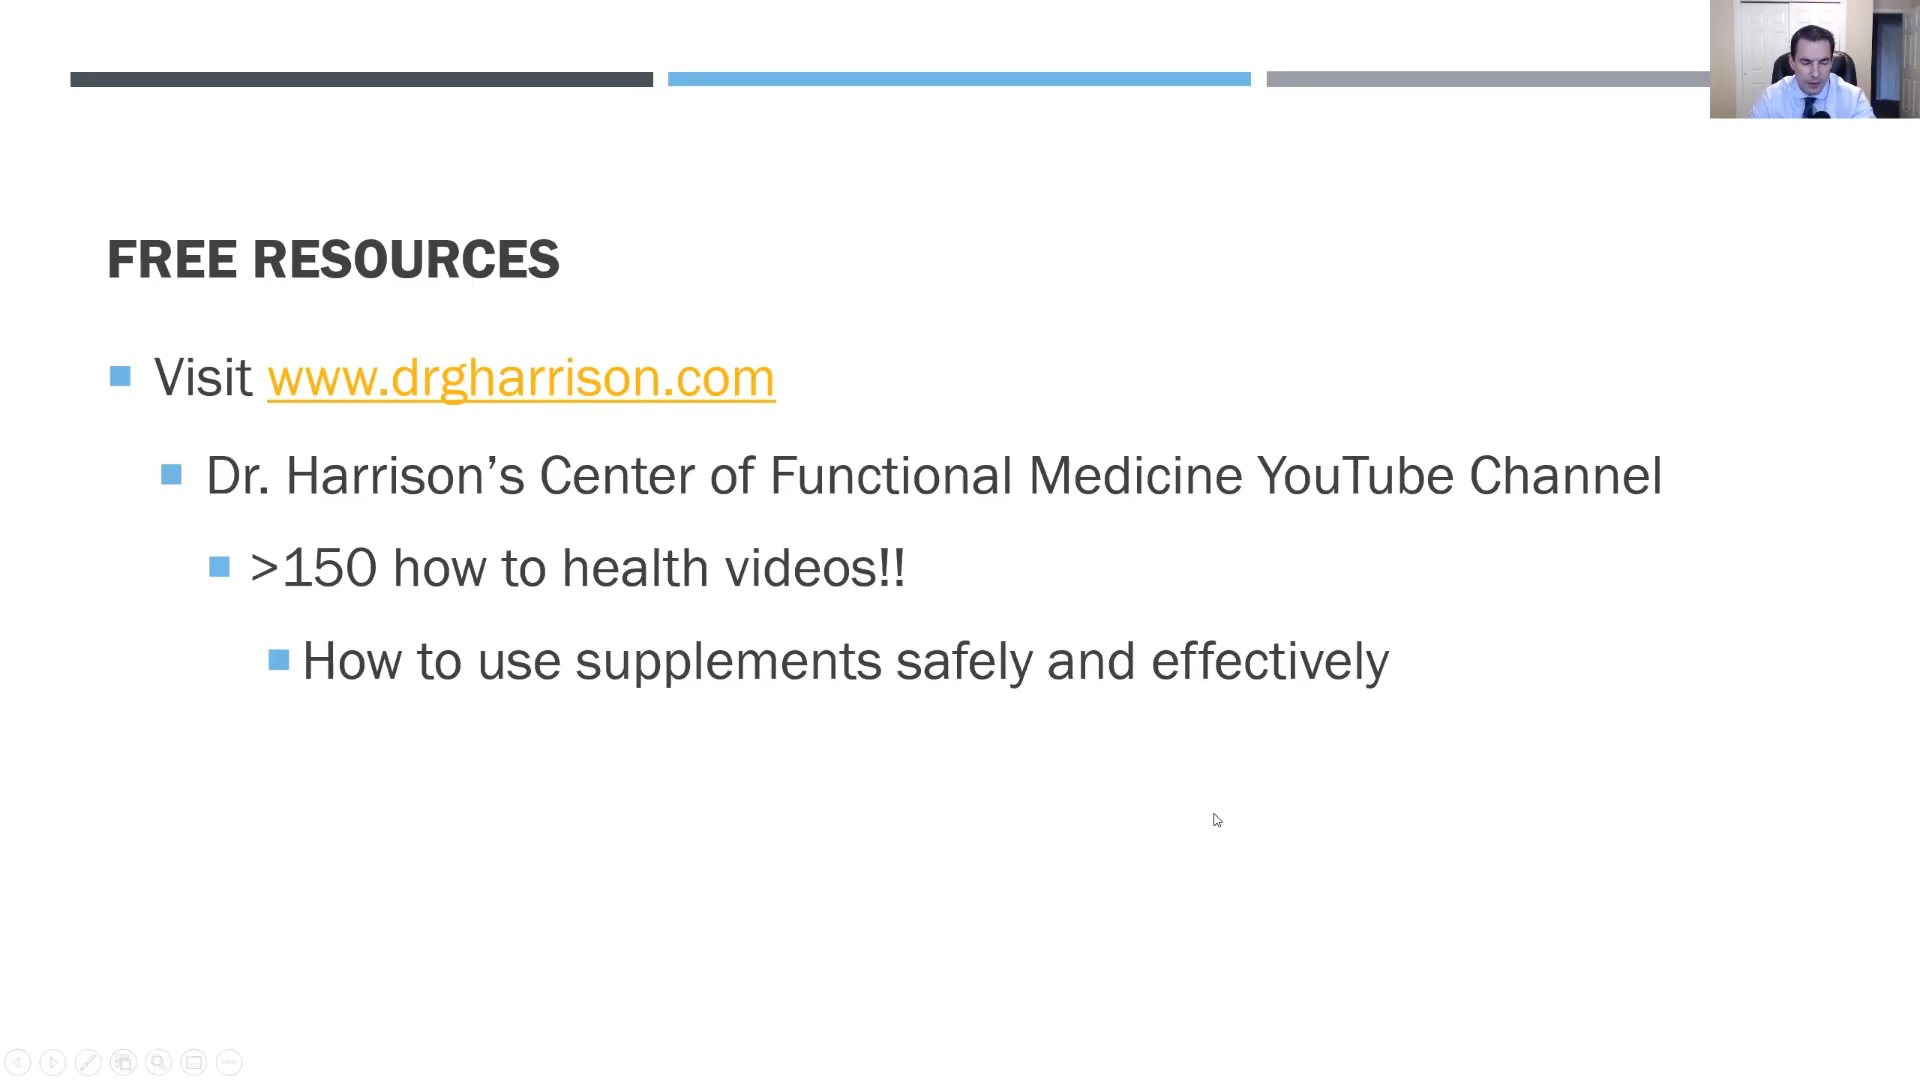 FREE RESOURCES
Visit www.drgharrison.com
Dr. Harrison’s Center of Functional Medicine YouTube Channel
>150 how to health videos!!
How to use supplements safely and effectively